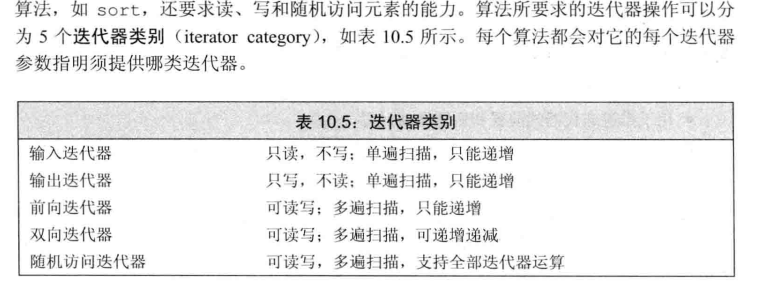 算法，如 sort，还要求读、写和随机访问元素的能力。算法所要求的迭代器操作可以分
为 5 个迭代器类别（iterator category），如表 10.5 所示。每个算法都会对它的每个迭代器
参数指明须提供哪类迭代器。
表 10.5：迭代器类别
输入迭代器 只读，不写；单遍扫描，只能递增
输出迭代器 只写，不读；单遍扫描，只能递增
前向迭代器 可读写；多遍扫描，只能递增
双向迭代器 可读写；多遍扫描，可递增递减
随机访问迭代器 可读写，多遍扫描，支持全部迭代器运算